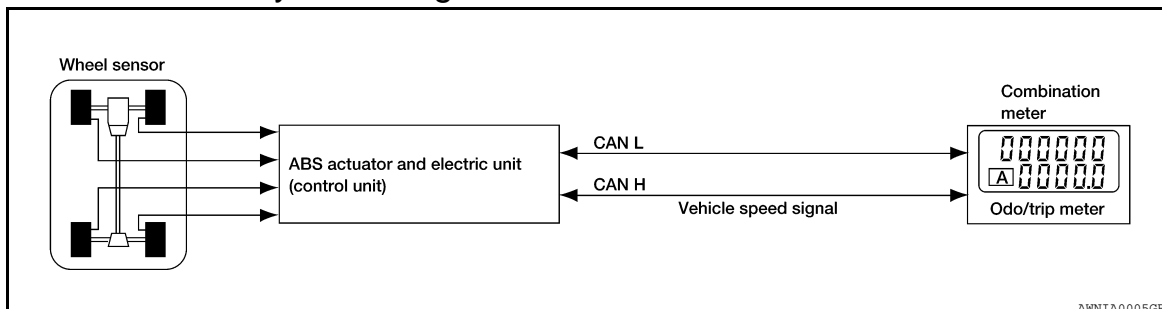 Wheel sensor
ABS actuator and electric unit
(control unit)
CAN L
CAN H
Vehicle speed signal
Combination
meter
000000
A 0000.0
Odo/trip meter